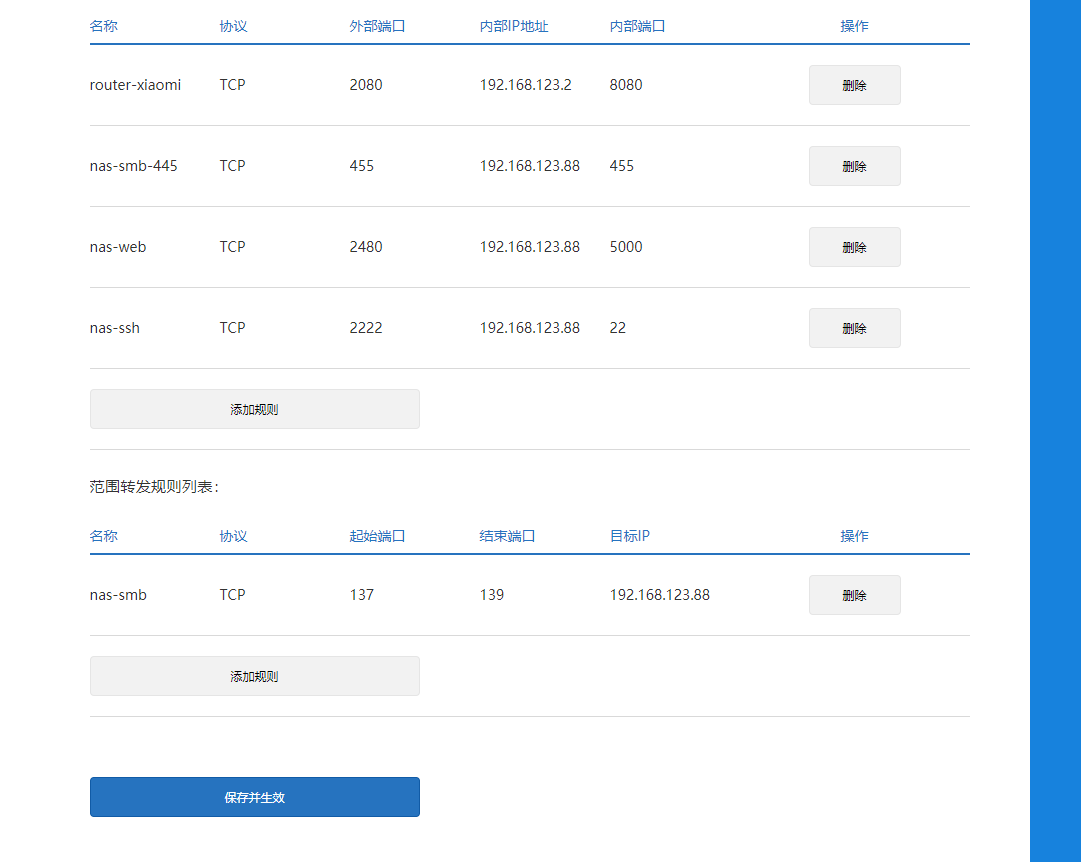 名称 协议 外部端口 内部IP地址 内部端口 操作
router-xiaomi TCP 2080 192.168.123.2 8080 删除
nas-smb-445 TCP 455 192.168.123.88 455 删除
nas-web TCP 2480 192.168.123.88 5000 删除
nas-ssh TCP 2222 192.168.123.88 22 删除
添加规则
范围转发规则列表：
名称 协议 起始端口 结束端口 目标IP 操作
nas-smb TCP 137 139 192.168.123.88 删除
添加规则
保存并生效